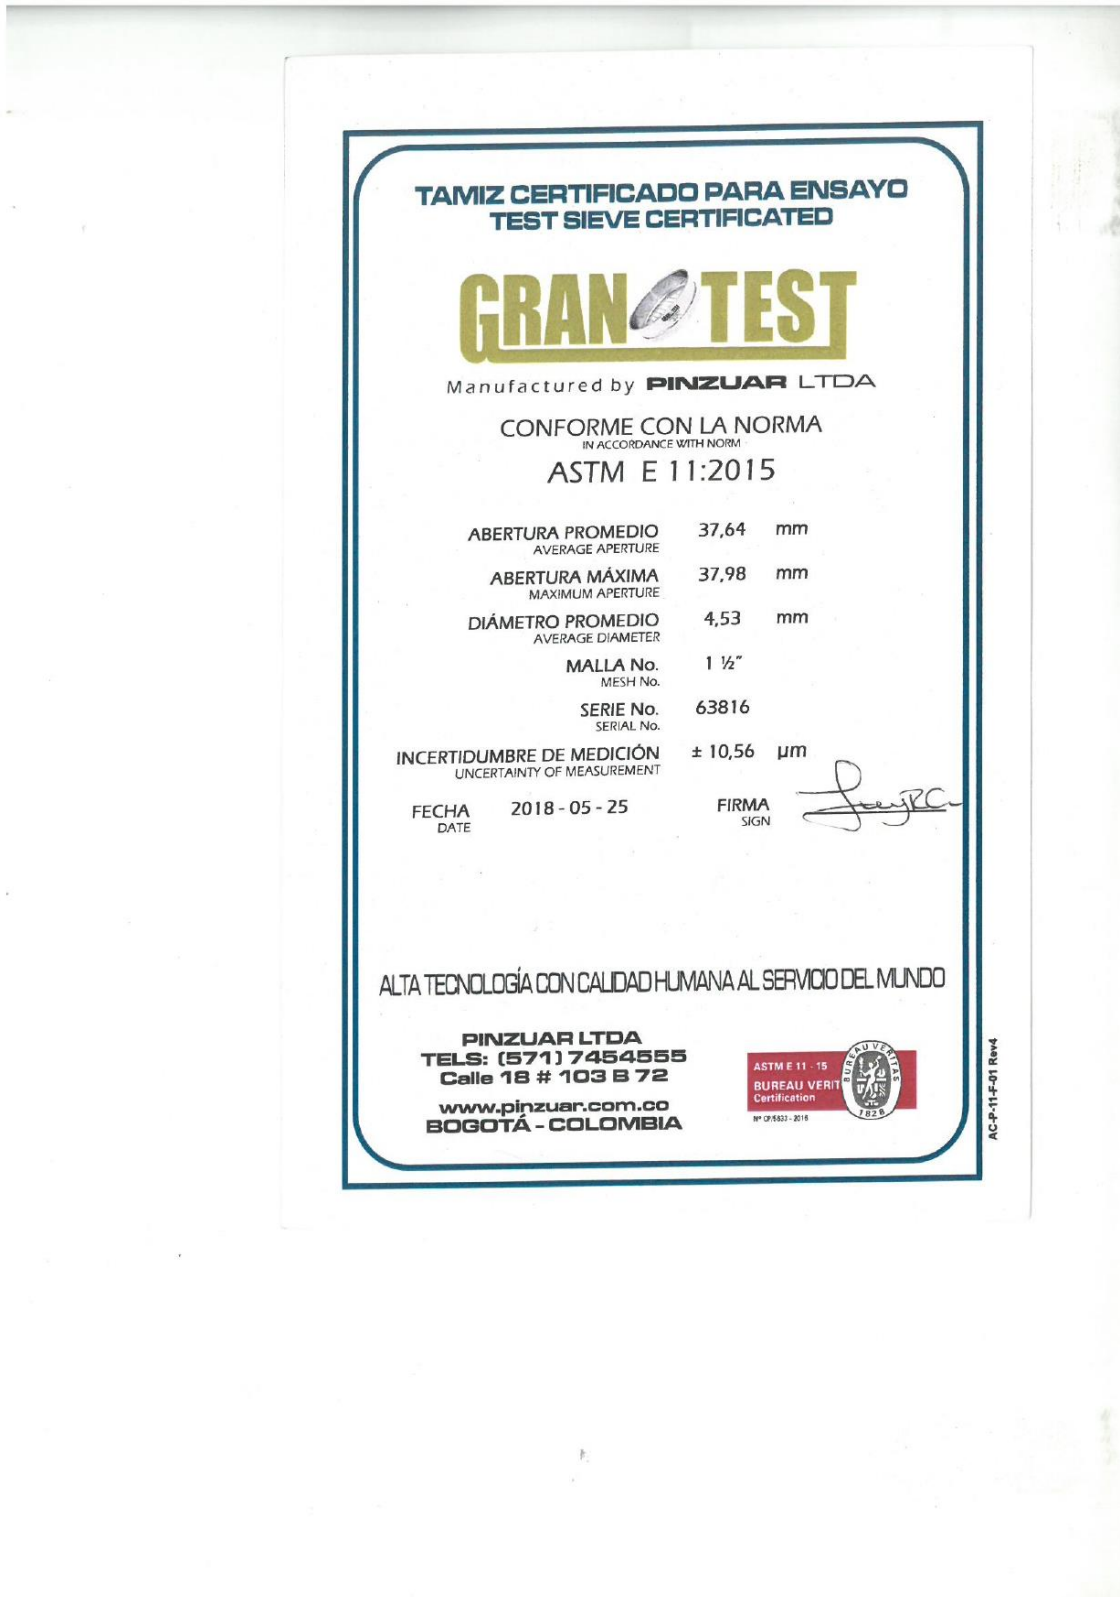 TAMIZ CERTIFICADO PARA ENSAYO
TEST SIEVE CERTIFICATED
GRANOTEST
Manufactured by PINZUAR LTDA
CONFORME CON LA NORMA
IN ACCORDANCE WITH NORM
ASTM E 11:2015
ABERTURA PROMEDIO 37,64 mm
AVERAGE APERTURE
ABERTURA MÁXIMA 37,98 mm
MAXIMUM APERTURE
DIÁMETRO PROMEDIO 4,53 mm
AVERAGE DIAMETER
MALLA No. 1 ½"
MESH No.
SERIE No. 63816
SERIAL No.
INCERTIDUMBRE DE MEDICIÓN ± 10,56 µm
UNCERTAINTY OF MEASUREMENT
FECHA 2018 - 05 - 25 FIRMA
DATE SIGN
ALTA TECNOLOGÍA CON CALIDAD HUMANA AL SERVICIO DEL MUNDO
PINZUAR LTDA
TELS: (571) 7454555
Calle 18 # 103 B 72
www.pinzuar.com.co
BOGOTÁ - COLOMBIA
ASTM E 11 - 15
BUREAU VERIT
Certification
BUREAU VERITAS
1828
AC-P-11-F-01 Rev4